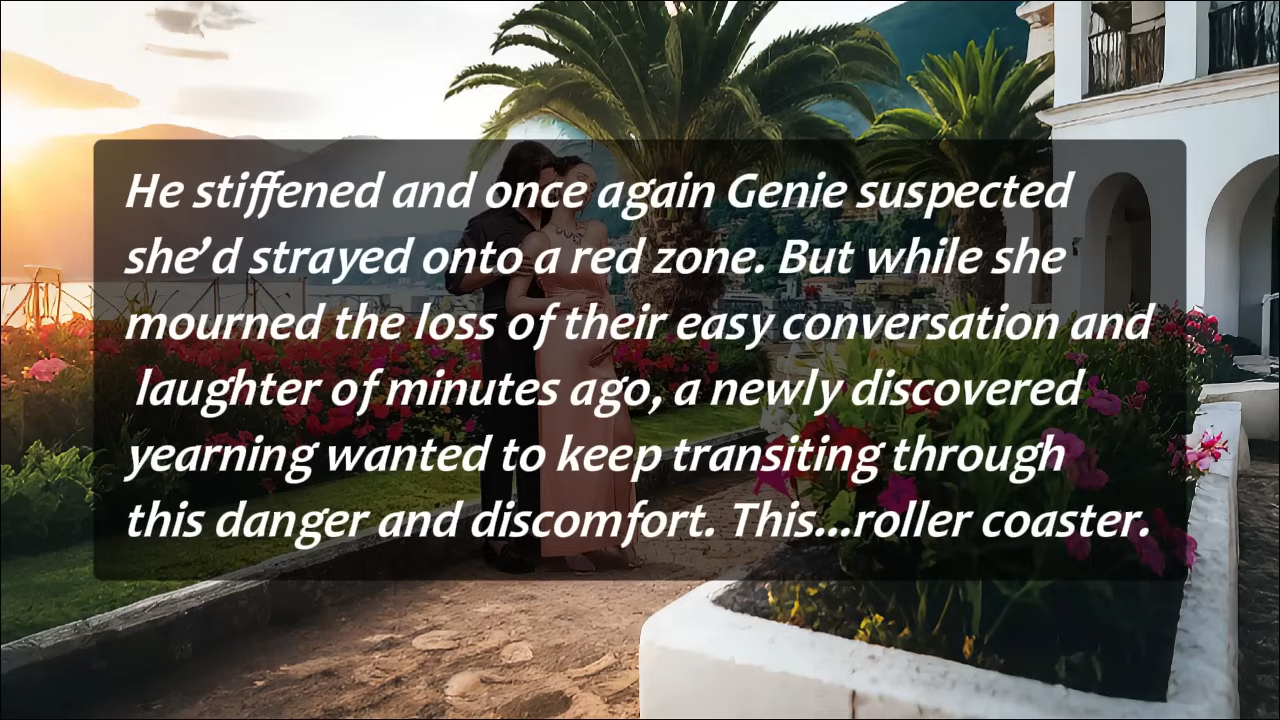 He stiffened and once again Genie suspected
she’d strayed onto a red zone. But while she
mourned the loss of their easy conversation and
laughter of minutes ago, a newly discovered
yearning wanted to keep transiting through
this danger and discomfort. This...roller coaster.